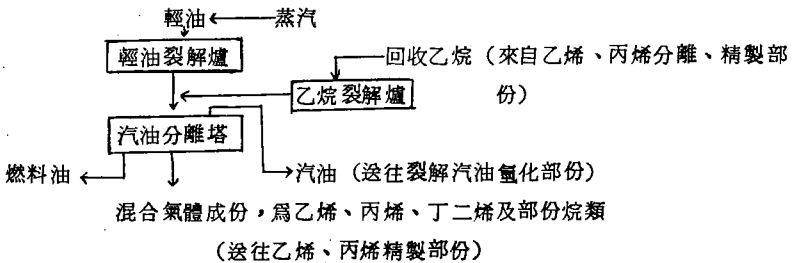 輕油←蒸汽
輕油裂解爐
回收乙烷（來自乙烯、丙烯分離、精製部
份）
乙烷裂解爐
汽油分離塔
燃料油
汽油（送往裂解汽油氫化部份）
混合氣體成份，爲乙烯、丙烯、丁二烯及部份烷類
（送往乙烯、丙烯精製部份）